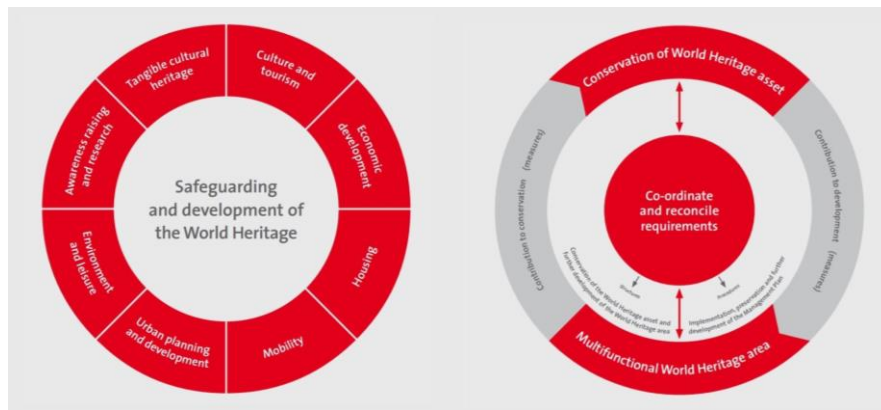 Tangible cultural
heritage
Culture and
tourism
Economic
development
Housing
Mobility
Urban planning
and development
Environment
and leisure
Awareness raising
and research
Safeguarding
and development of
the World Heritage
Conservation of World Heritage asset
Contribution to development (measures)
Multifunctional World Heritage area
Contribution to conservation (measures)
Co-ordinate
and reconcile
requirements
Structures
Procedures
Conservation of the World Heritage asset and
further development of the World Heritage area
Implementation, preservation and further
development of the Management Plan